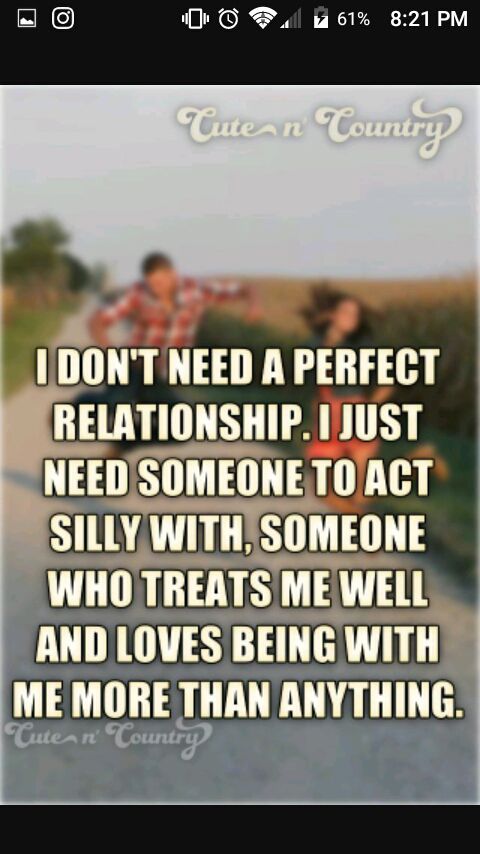 61% 8:21 PM
Cute n' Country
I DON'T NEED A PERFECT
RELATIONSHIP. I JUST
NEED SOMEONE TO ACT
SILLY WITH, SOMEONE
WHO TREATS ME WELL
AND LOVES BEING WITH
ME MORE THAN ANYTHING.
Cute n' Country